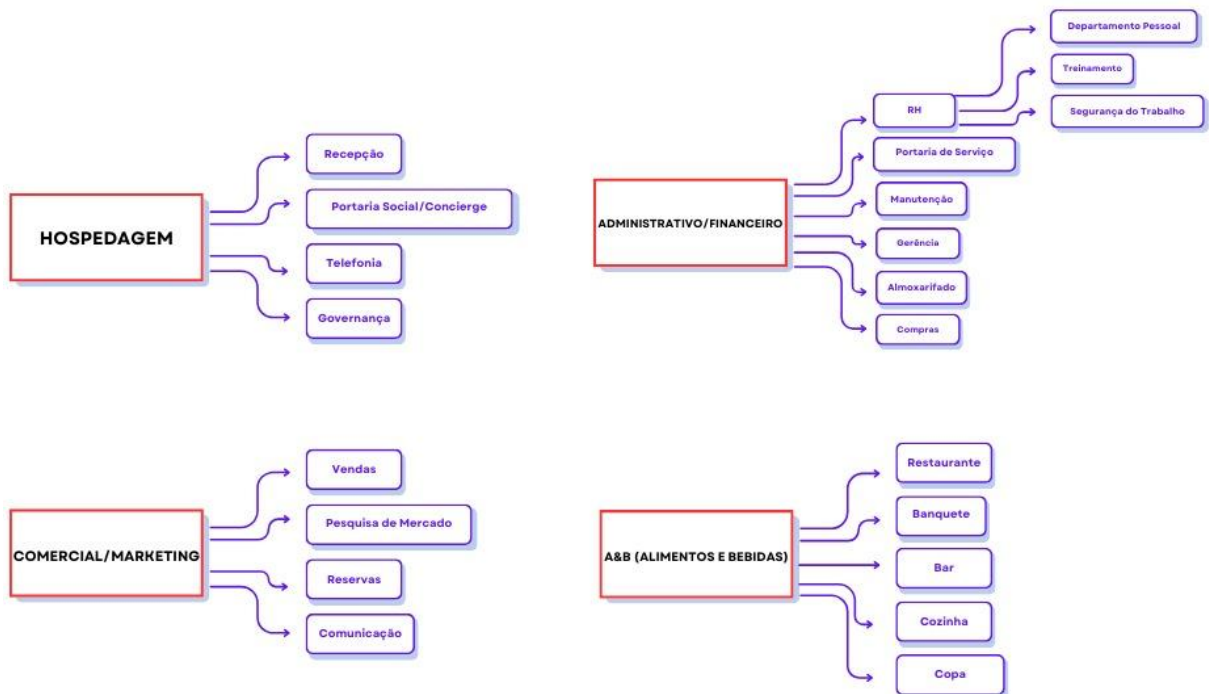 HOSPEDAGEM
Recepção
Portaria Social/Concierge
Telefonia
Governança
ADMINISTRATIVO/FINANCEIRO
RH
Departamento Pessoal
Treinamento
Segurança do Trabalho
Portaria de Serviço
Manutenção
Gerência
Almoxarifado
Compras
COMERCIAL/MARKETING
Vendas
Pesquisa de Mercado
Reservas
Comunicação
A&B (ALIMENTOS E BEBIDAS)
Restaurante
Banquete
Bar
Cozinha
Copa